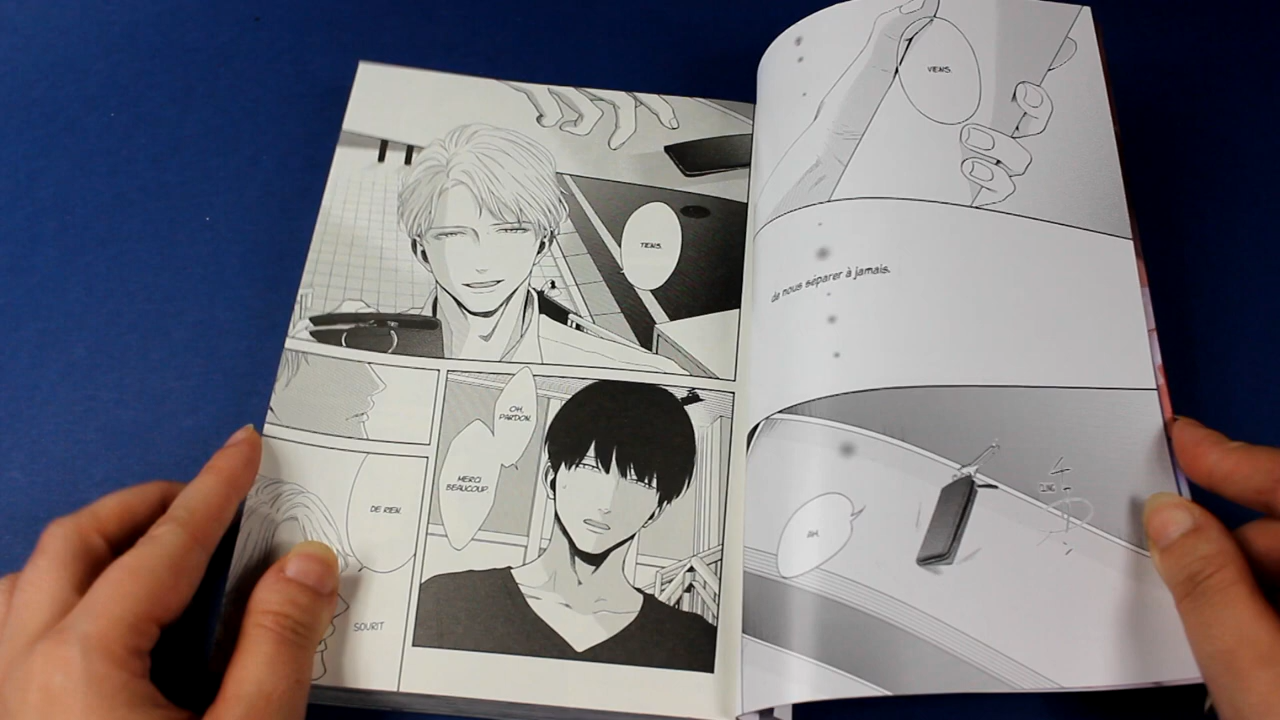 VIENS.
de nous séparer à jamais.
AH,
TIENS.
OH,
PARDON.
MERCI
BEAUCOUP.
DE RIEN.
SOURIT